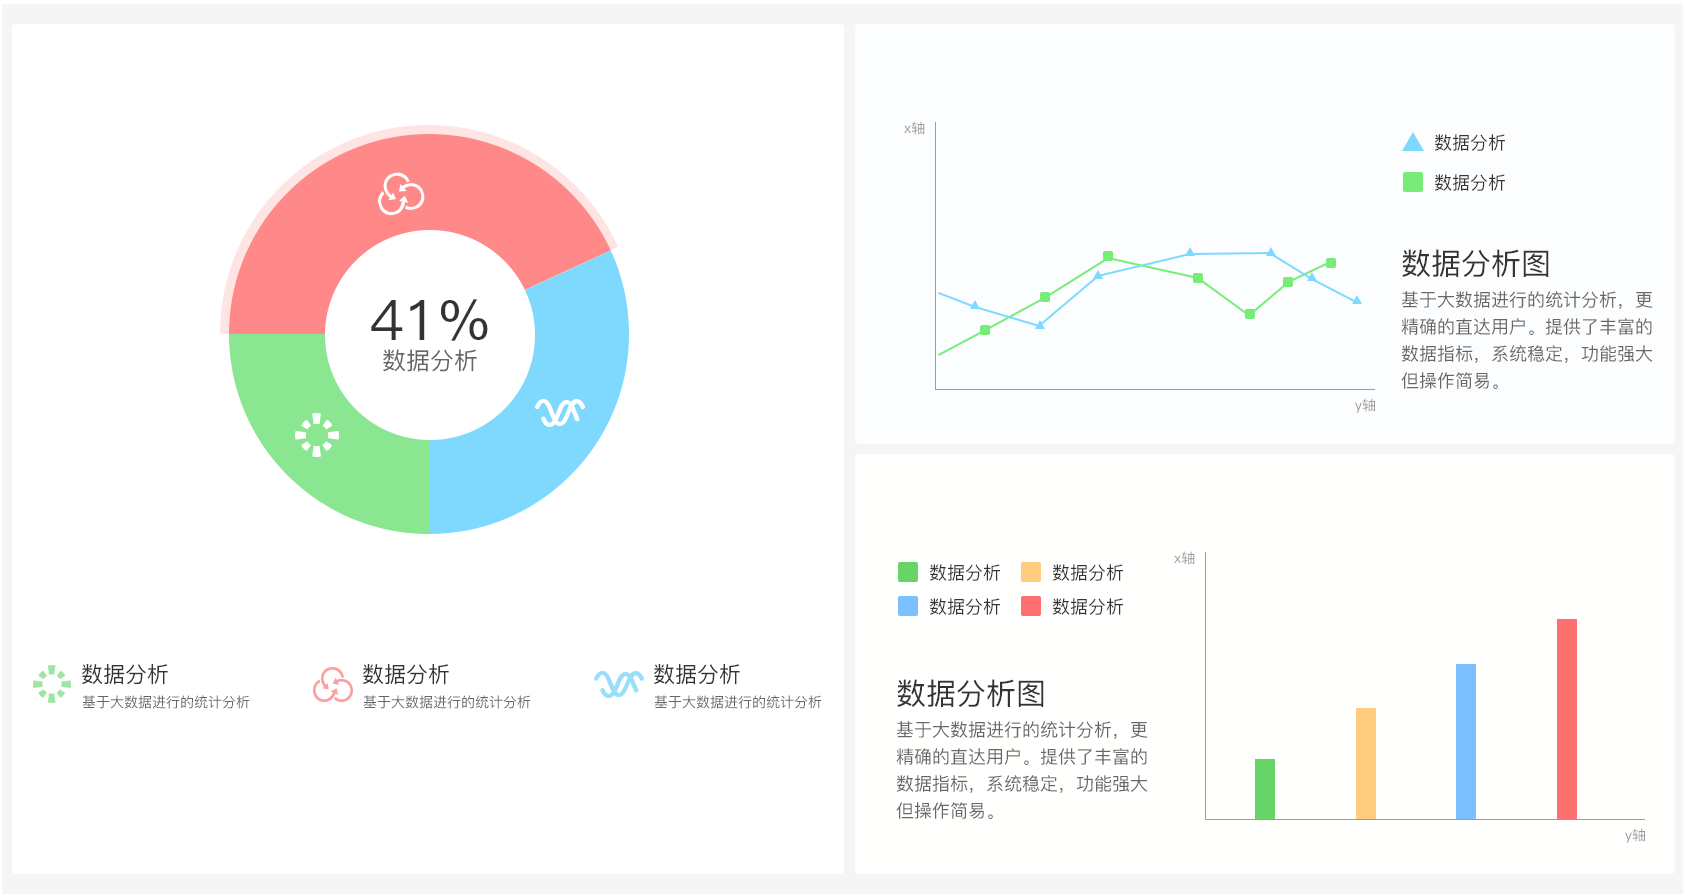 41%
数据分析
数据分析
基于大数据进行的统计分析
数据分析
基于大数据进行的统计分析
数据分析
基于大数据进行的统计分析
x轴
y轴
数据分析
数据分析
数据分析图
基于大数据进行的统计分析，更
精确的直达用户。提供了丰富的
数据指标，系统稳定，功能强大
但操作简易。
数据分析
数据分析
数据分析
数据分析
数据分析图
基于大数据进行的统计分析，更
精确的直达用户。提供了丰富的
数据指标，系统稳定，功能强大
但操作简易。
x轴
y轴